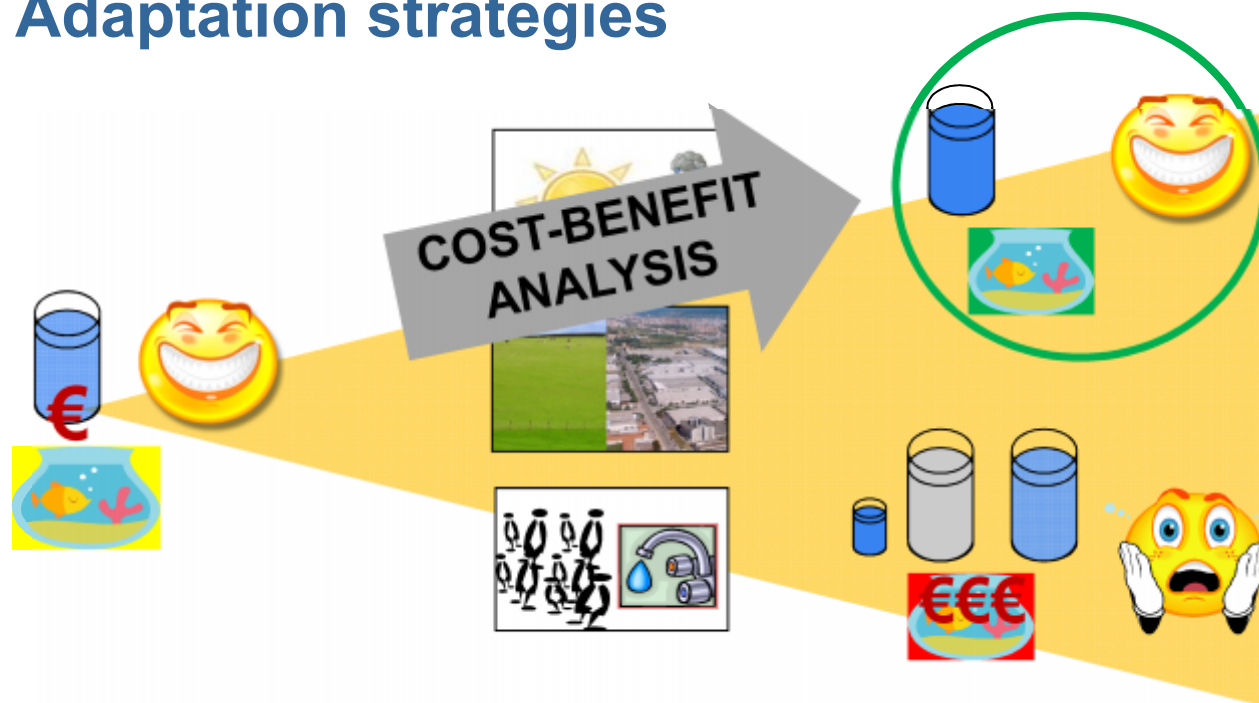 Adaptation strategies
COST-BENEFIT
ANALYSIS
€
€€€